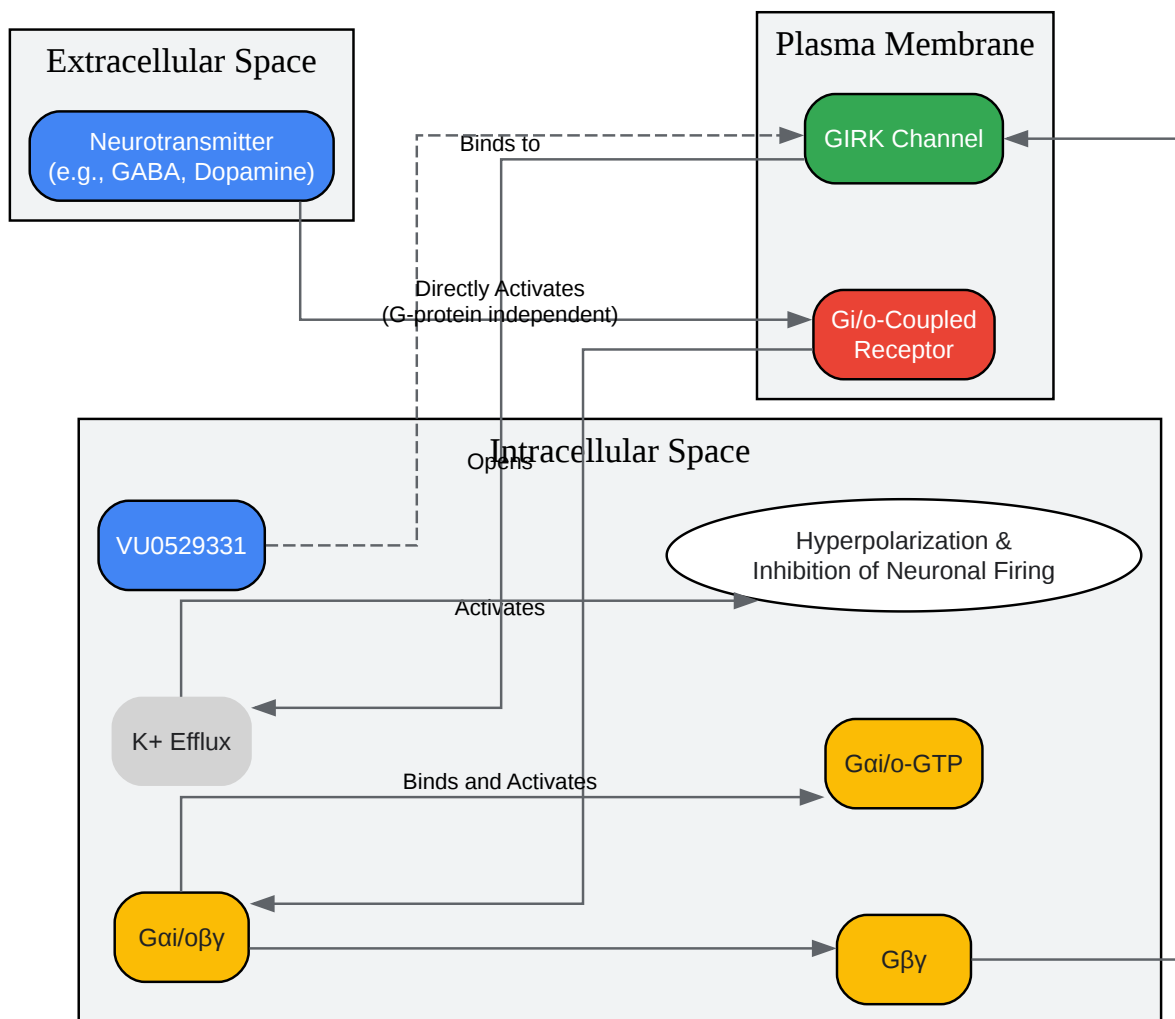 Extracellular Space
Neurotransmitter
(e.g., GABA, Dopamine)
Plasma Membrane
GIRK Channel
Binds to
Directly Activates
(G-protein independent)
Gi/o-Coupled
Receptor
Intracellular Space
Opens
VU0529331
Hyperpolarization &
Inhibition of Neuronal Firing
Activates
K+ Efflux
Gαi/o-GTP
Binds and Activates
Gαi/oβγ
Gβγ